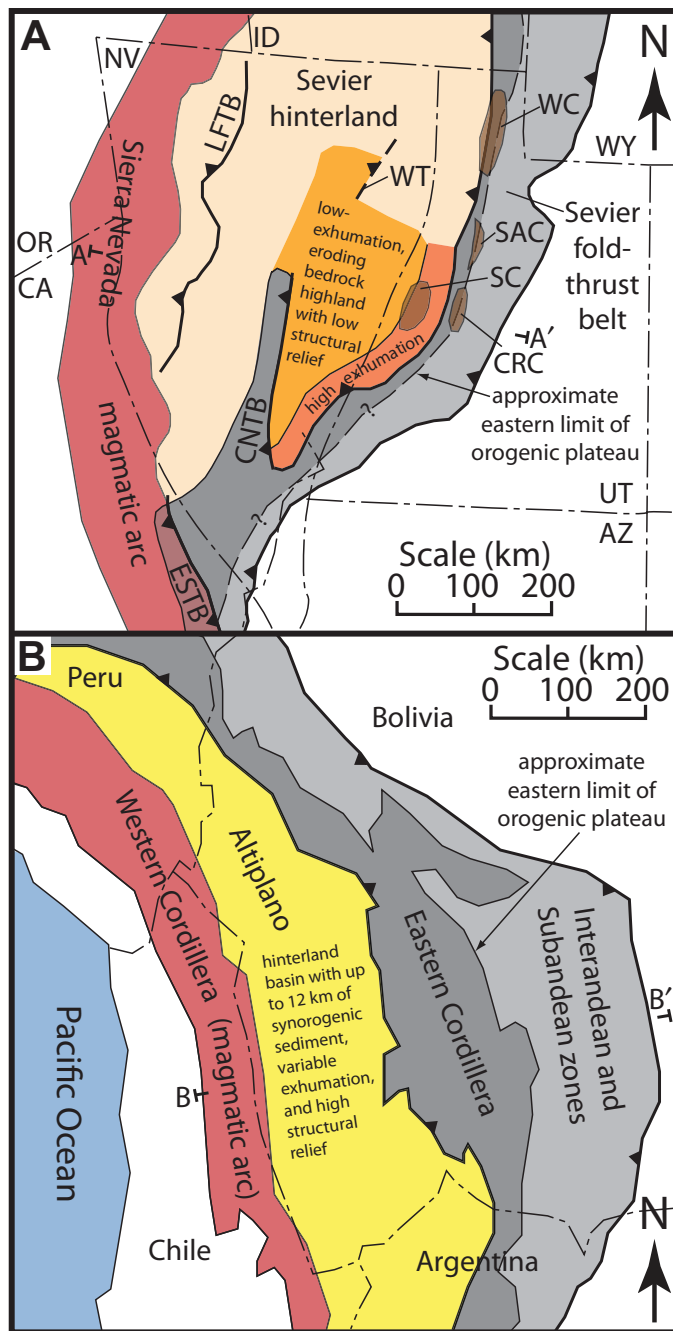 A
NV
ID
N
Sevier
hinterland
LFTB
WC
WT
WY
Sierra Nevada
low-
exhumation,
eroding
bedrock
highland
with low
structural
relief
SAC
Sevier
fold-
thrust
belt
OR
CA
A
SC
A′
CRC
high exhumation
approximate
eastern limit of
orogenic plateau
CNTB
?
magmatic arc
UT
AZ
?
ESTB
Scale (km)
0 100 200
B
Peru
Scale (km)
0 100 200
Bolivia
approximate
eastern limit of
orogenic plateau
Western Cordillera (magmatic arc)
Altiplano
hinterland
basin with up
to 12 km of
synorogenic
sediment,
variable
exhumation,
and high
structural
relief
Eastern Cordillera
Interandean and
Subandean zones
B′
Pacific Ocean
B
N
Chile
Argentina